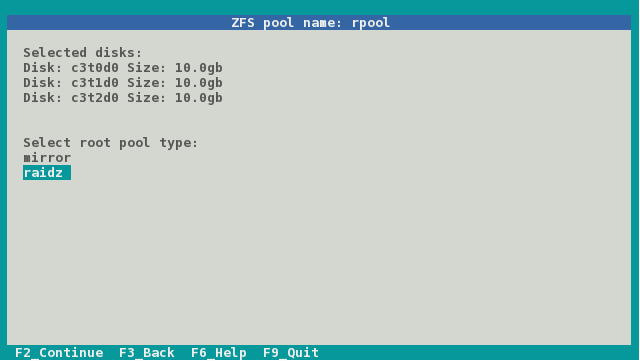 ZFS pool name: rpool
Selected disks:
Disk: c3t0d0 Size: 10.0gb
Disk: c3t1d0 Size: 10.0gb
Disk: c3t2d0 Size: 10.0gb
Select root pool type:
mirror
raidz
F2_Continue F3_Back F6_Help F9_Quit